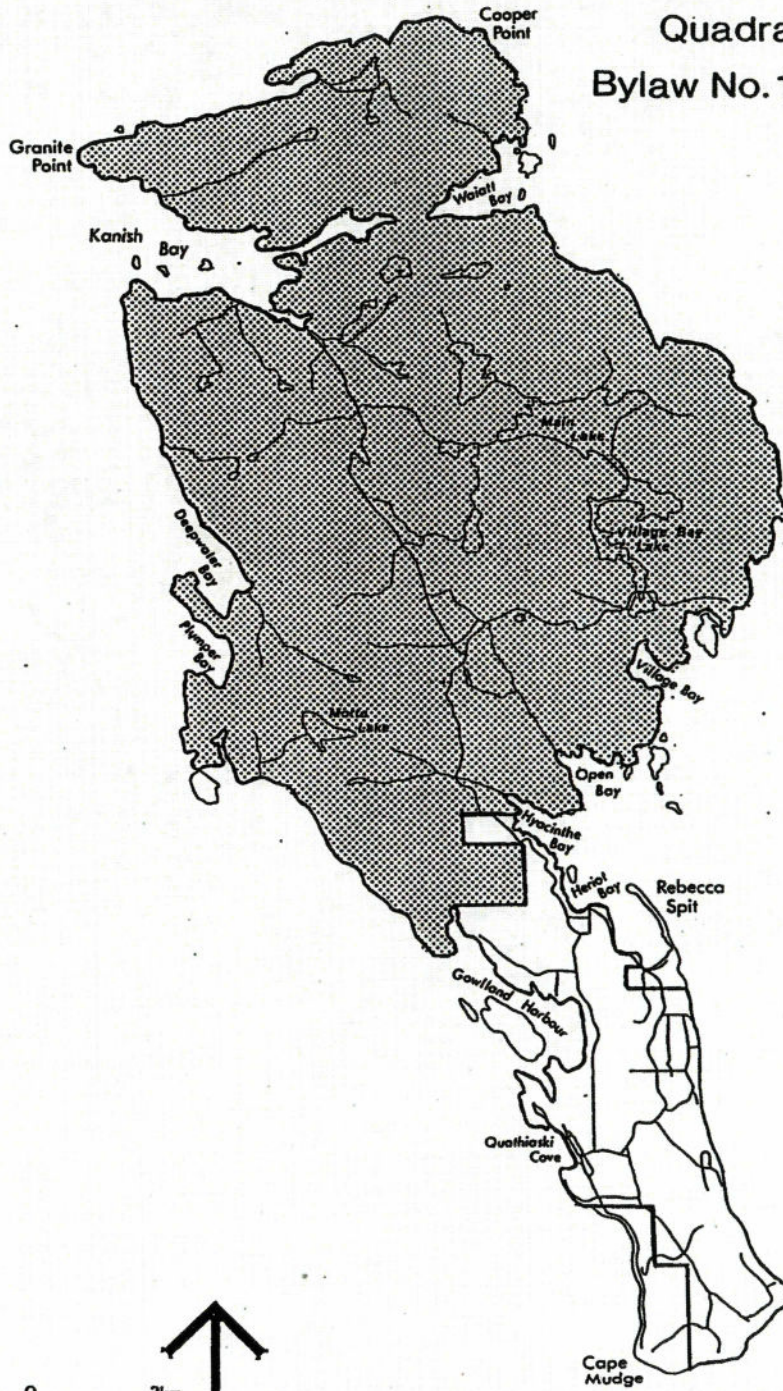 Cooper
Point
Quadra
Bylaw No.
Granite
Point
Waiatt
Bay
Kanish Bay
Main
Lake
Village Bay
Lake
Deepwater
Bay
Plumper
Bay
Village Bay
Morte
Lake
Open
Bay
Hyacinthe
Bay
Heriot Bay
Rebecca
Spit
Gowlland Harbour
Quathiaski
Cove
Cape
Mudge
0 2km